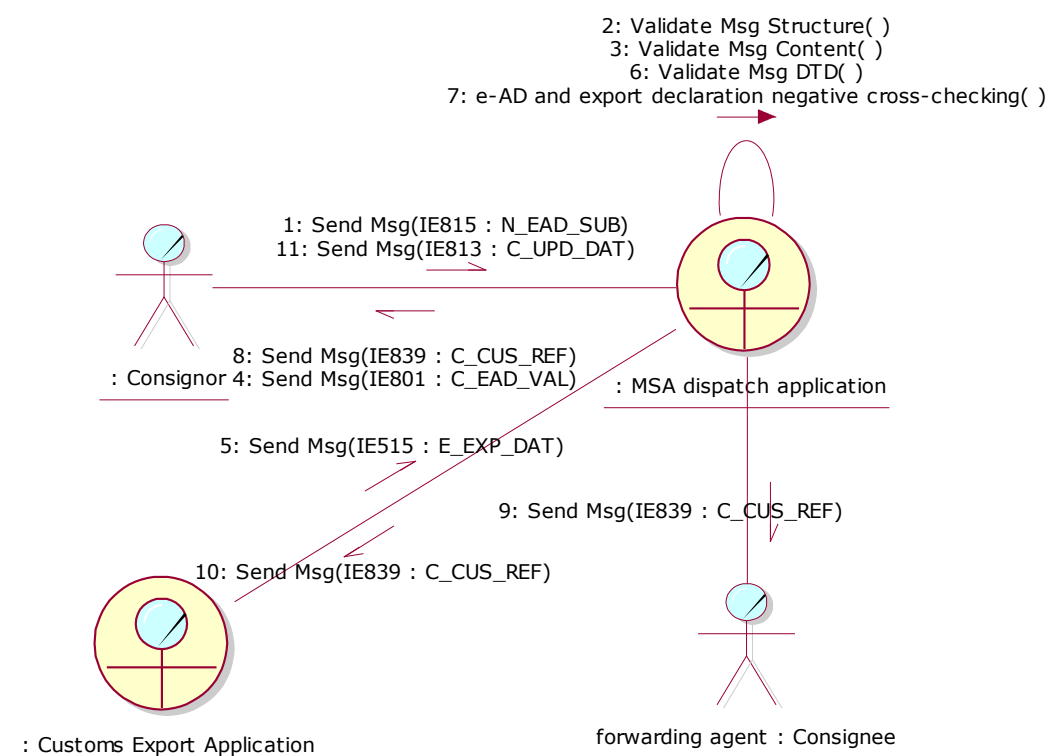 2: Validate Msg Structure( )
3: Validate Msg Content( )
6: Validate Msg DTD( )
7: e-AD and export declaration negative cross-checking( )
1: Send Msg(IE815 : N_EAD_SUB)
11: Send Msg(IE813 : C_UPD_DAT)
8: Send Msg(IE839 : C_CUS_REF)
: Consignor
4: Send Msg(IE801 : C_EAD_VAL)
: MSA dispatch application
5: Send Msg(IE515 : E_EXP_DAT)
9: Send Msg(IE839 : C_CUS_REF)
10: Send Msg(IE839 : C_CUS_REF)
: Customs Export Application
forwarding agent : Consignee